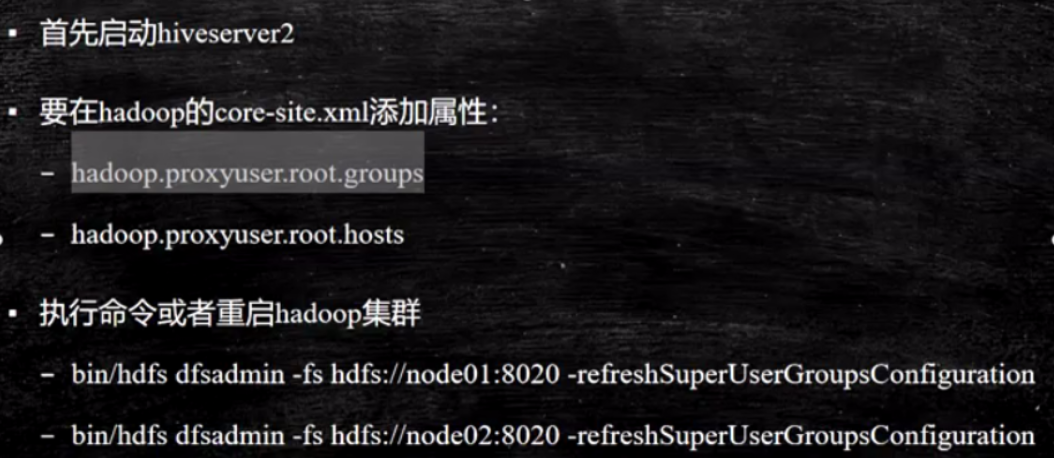 ▪ 首先启动hiveserver2
▪ 要在hadoop的core-site.xml添加属性：
– hadoop.proxyuser.root.groups
– hadoop.proxyuser.root.hosts
▪ 执行命令或者重启hadoop集群
– bin/hdfs dfsadmin -fs hdfs://node01:8020 -refreshSuperUserGroupsConfiguration
– bin/hdfs dfsadmin -fs hdfs://node02:8020 -refreshSuperUserGroupsConfiguration